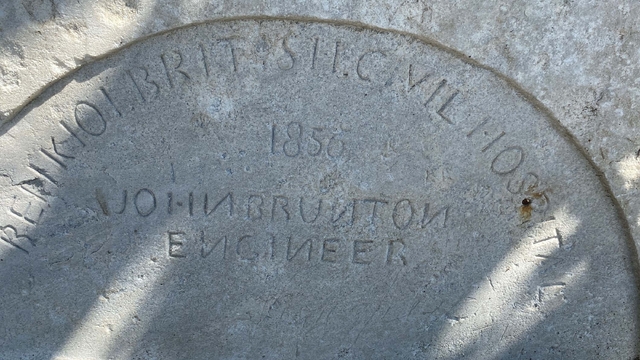 RENKIOI BRITISH CIVIL HOSPITAL
1856
JOHN BRUNTON
ENGINEER